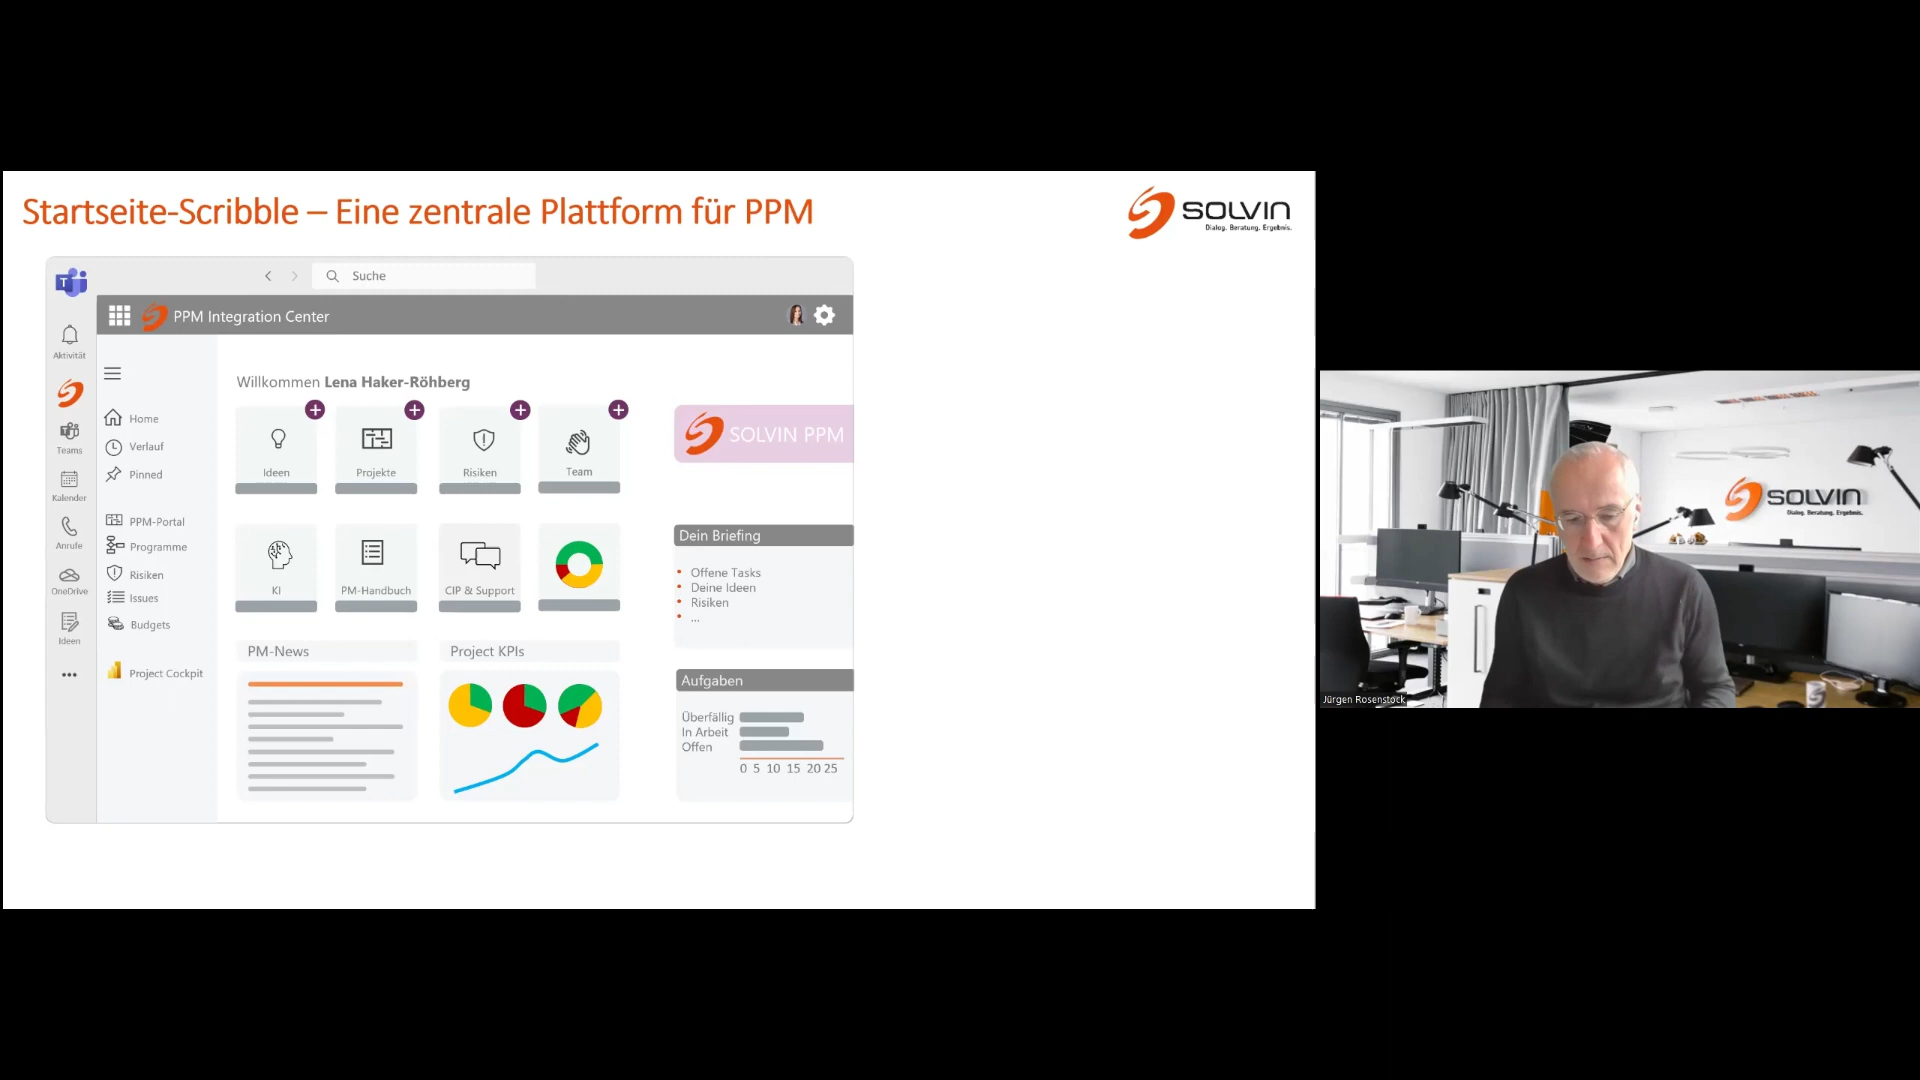 Startseite-Scribble – Eine zentrale Plattform für PPM
SOLVIN
Dialog. Beratung. Ergebnis.
Suche
PPM Integration Center
Aktivität
Teams
Kalender
Anrufe
OneDrive
Ideen
Home
Verlauf
Pinned
PPM-Portal
Programme
Risiken
Issues
Budgets
Project Cockpit
Willkommen Lena Haker-Röhberg
Ideen
Projekte
Risiken
Team
KI
PM-Handbuch
CIP & Support
PM-News
Project KPIs
SOLVIN PPM
Dein Briefing
• Offene Tasks
• Deine Ideen
• Risiken
• ...
Aufgaben
Überfällig
In Arbeit
Offen
0 5 10 15 20 25
SOLVIN
Dialog. Beratung. Ergebnis.
Jürgen Rosenstock